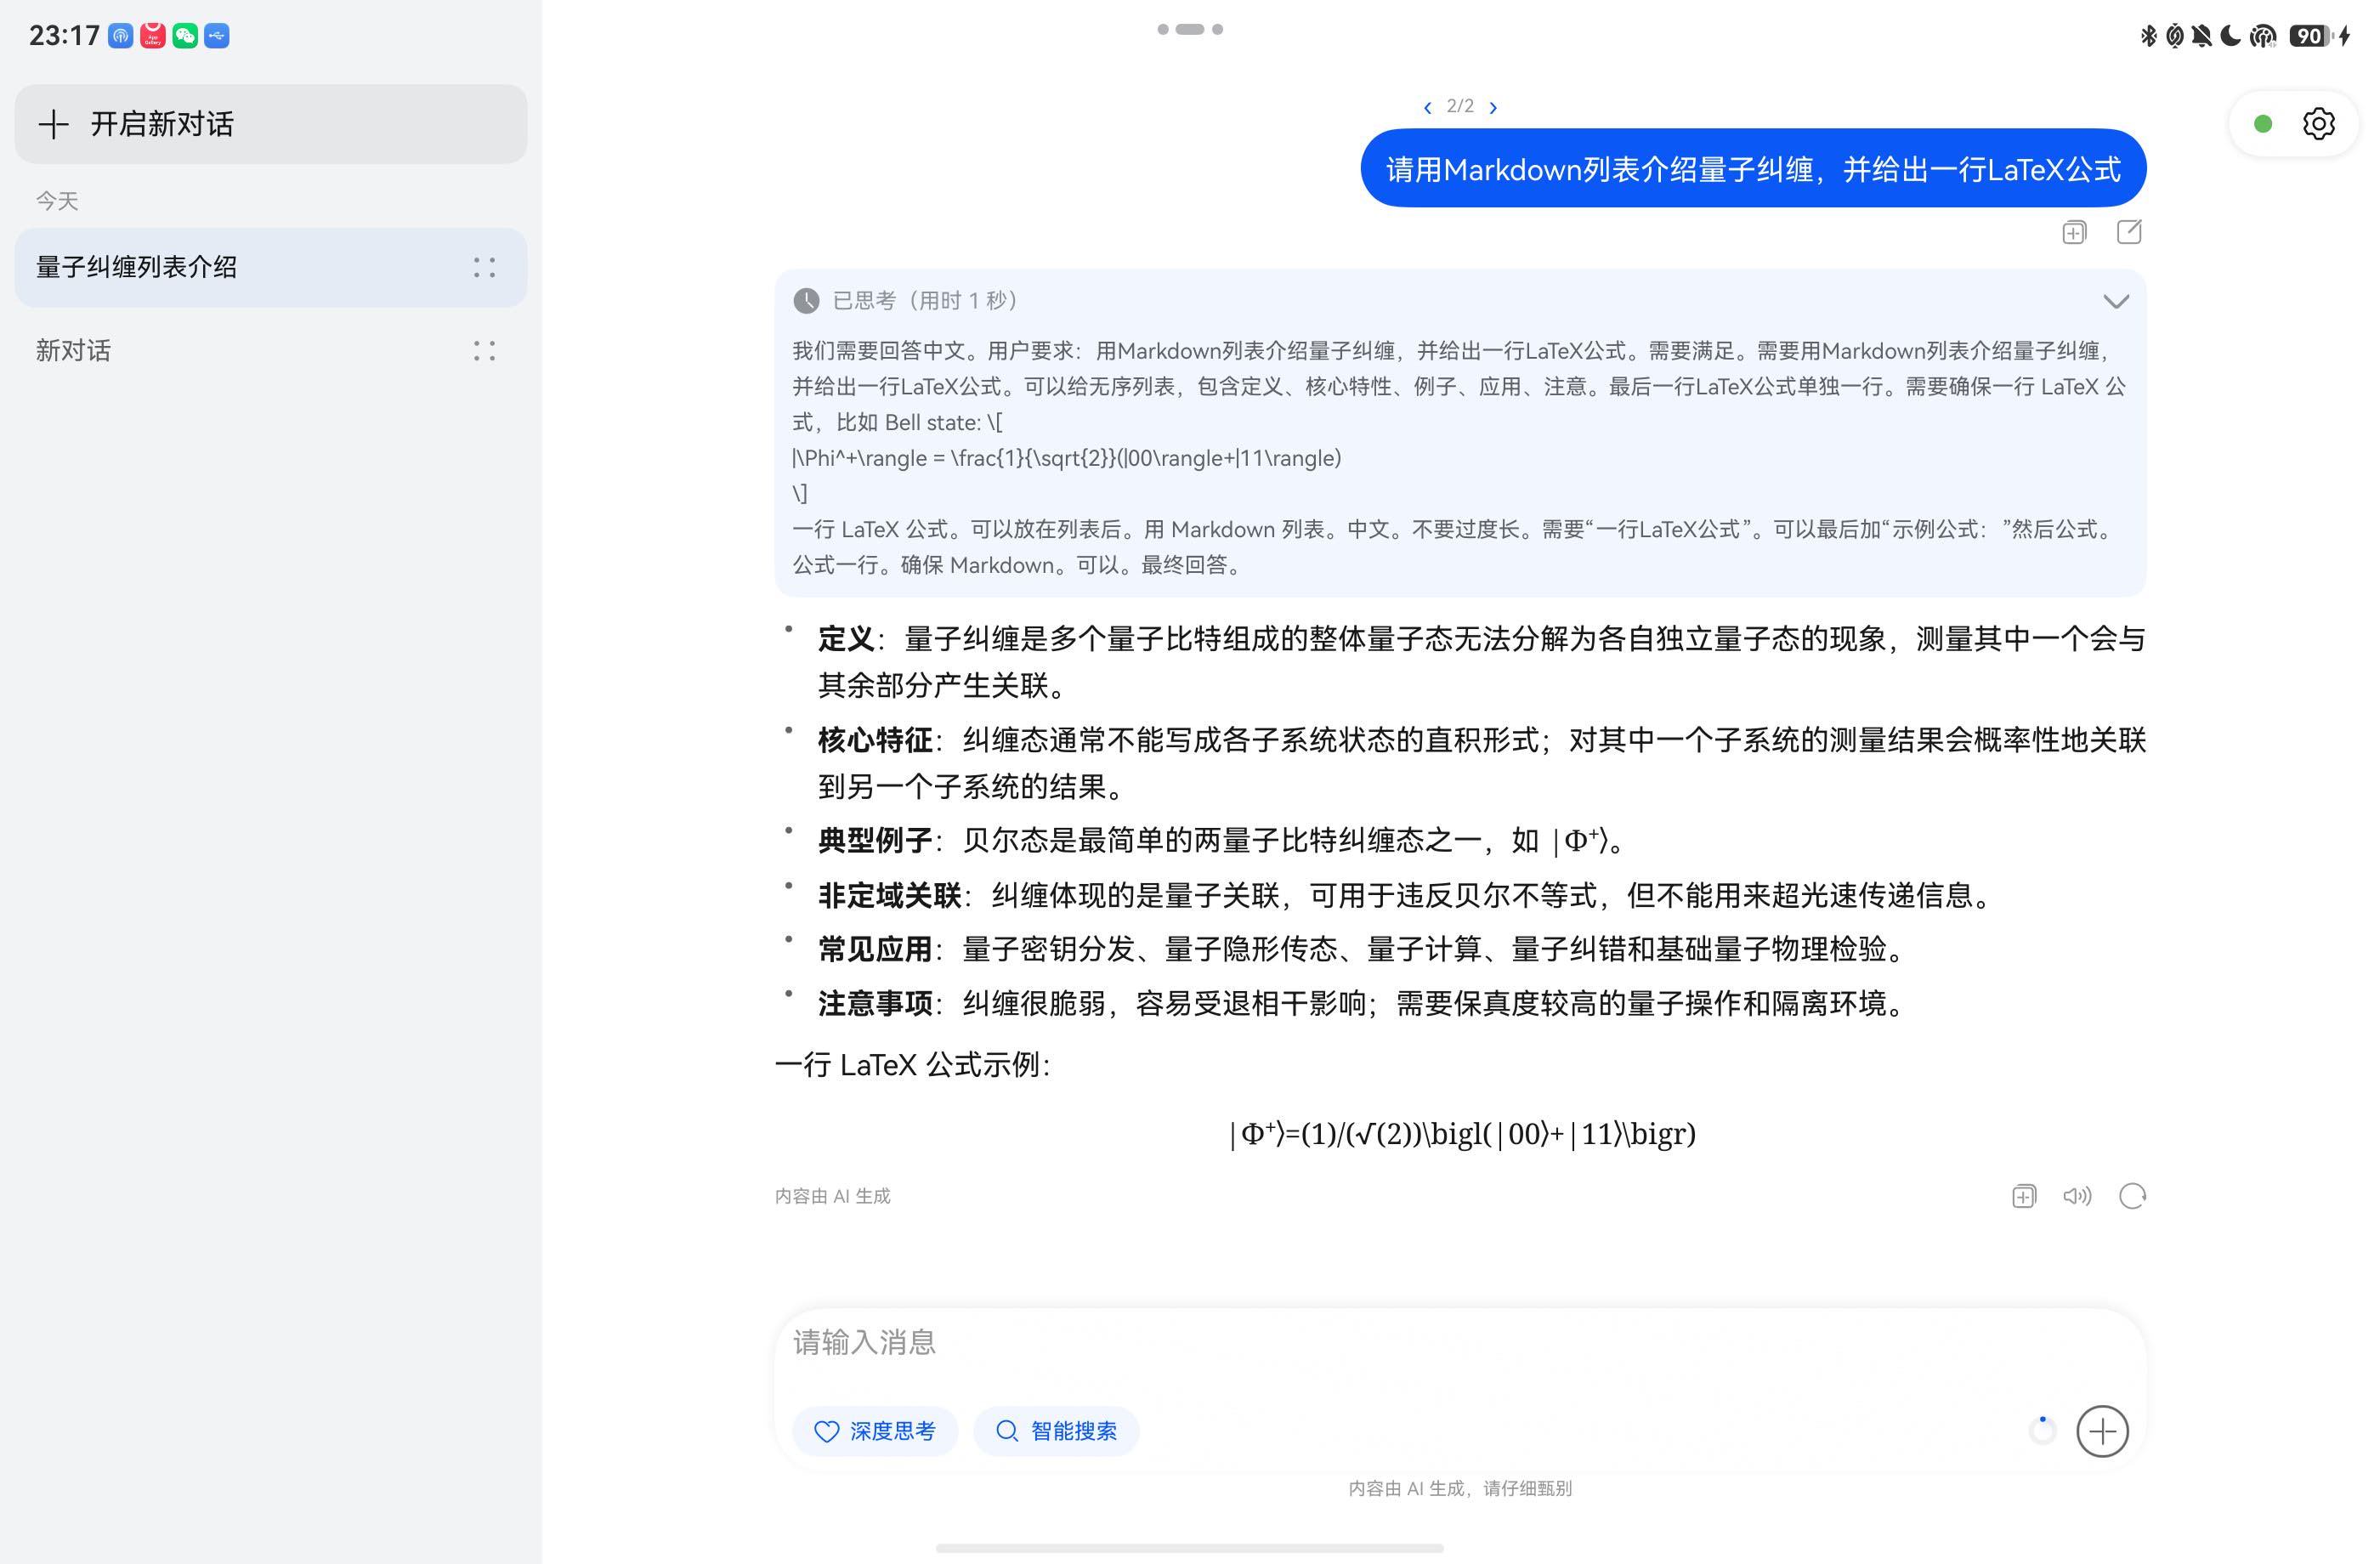 23:17
90
开启新对话
今天
量子纠缠列表介绍
新对话
2/2
请用Markdown列表介绍量子纠缠，并给出一行LaTeX公式
已思考（用时 1 秒）
我们需要回答中文。用户要求：用Markdown列表介绍量子纠缠，并给出一行LaTeX公式。需要满足。需要用Markdown列表介绍量子纠缠，
并给出一行LaTeX公式。可以给无序列表，包含定义、核心特性、例子、应用、注意。最后一行LaTeX公式单独一行。需要确保一行 LaTeX 公
式，比如 Bell state: \[
|\Phi^+\rangle = \frac{1}{\sqrt{2}}(|00\rangle+|11\rangle)
\]
一行 LaTeX 公式。可以放在列表后。用 Markdown 列表。中文。不要过度长。需要“一行LaTeX公式”。可以最后加“示例公式：”然后公式。
公式一行。确保 Markdown。可以。最终回答。
• 定义：量子纠缠是多个量子比特组成的整体量子态无法分解为各自独立量子态的现象，测量其中一个会与
其余部分产生关联。
• 核心特征：纠缠态通常不能写成各子系统状态的直积形式；对其中一个子系统的测量结果会概率性地关联
到另一个子系统的结果。
• 典型例子：贝尔态是最简单的两量子比特纠缠态之一，如 |Φ⁺⟩。
• 非定域关联：纠缠体现的是量子关联，可用于违反贝尔不等式，但不能用来超光速传递信息。
• 常见应用：量子密钥分发、量子隐形传态、量子计算、量子纠错和基础量子物理检验。
• 注意事项：纠缠很脆弱，容易受退相干影响；需要保真度较高的量子操作和隔离环境。
一行 LaTeX 公式示例：
|Φ⁺⟩=(1)/(√(2))\bigl(|00⟩+|11⟩\bigr)
内容由 AI 生成
请输入消息
深度思考
智能搜索
内容由 AI 生成，请仔细甄别